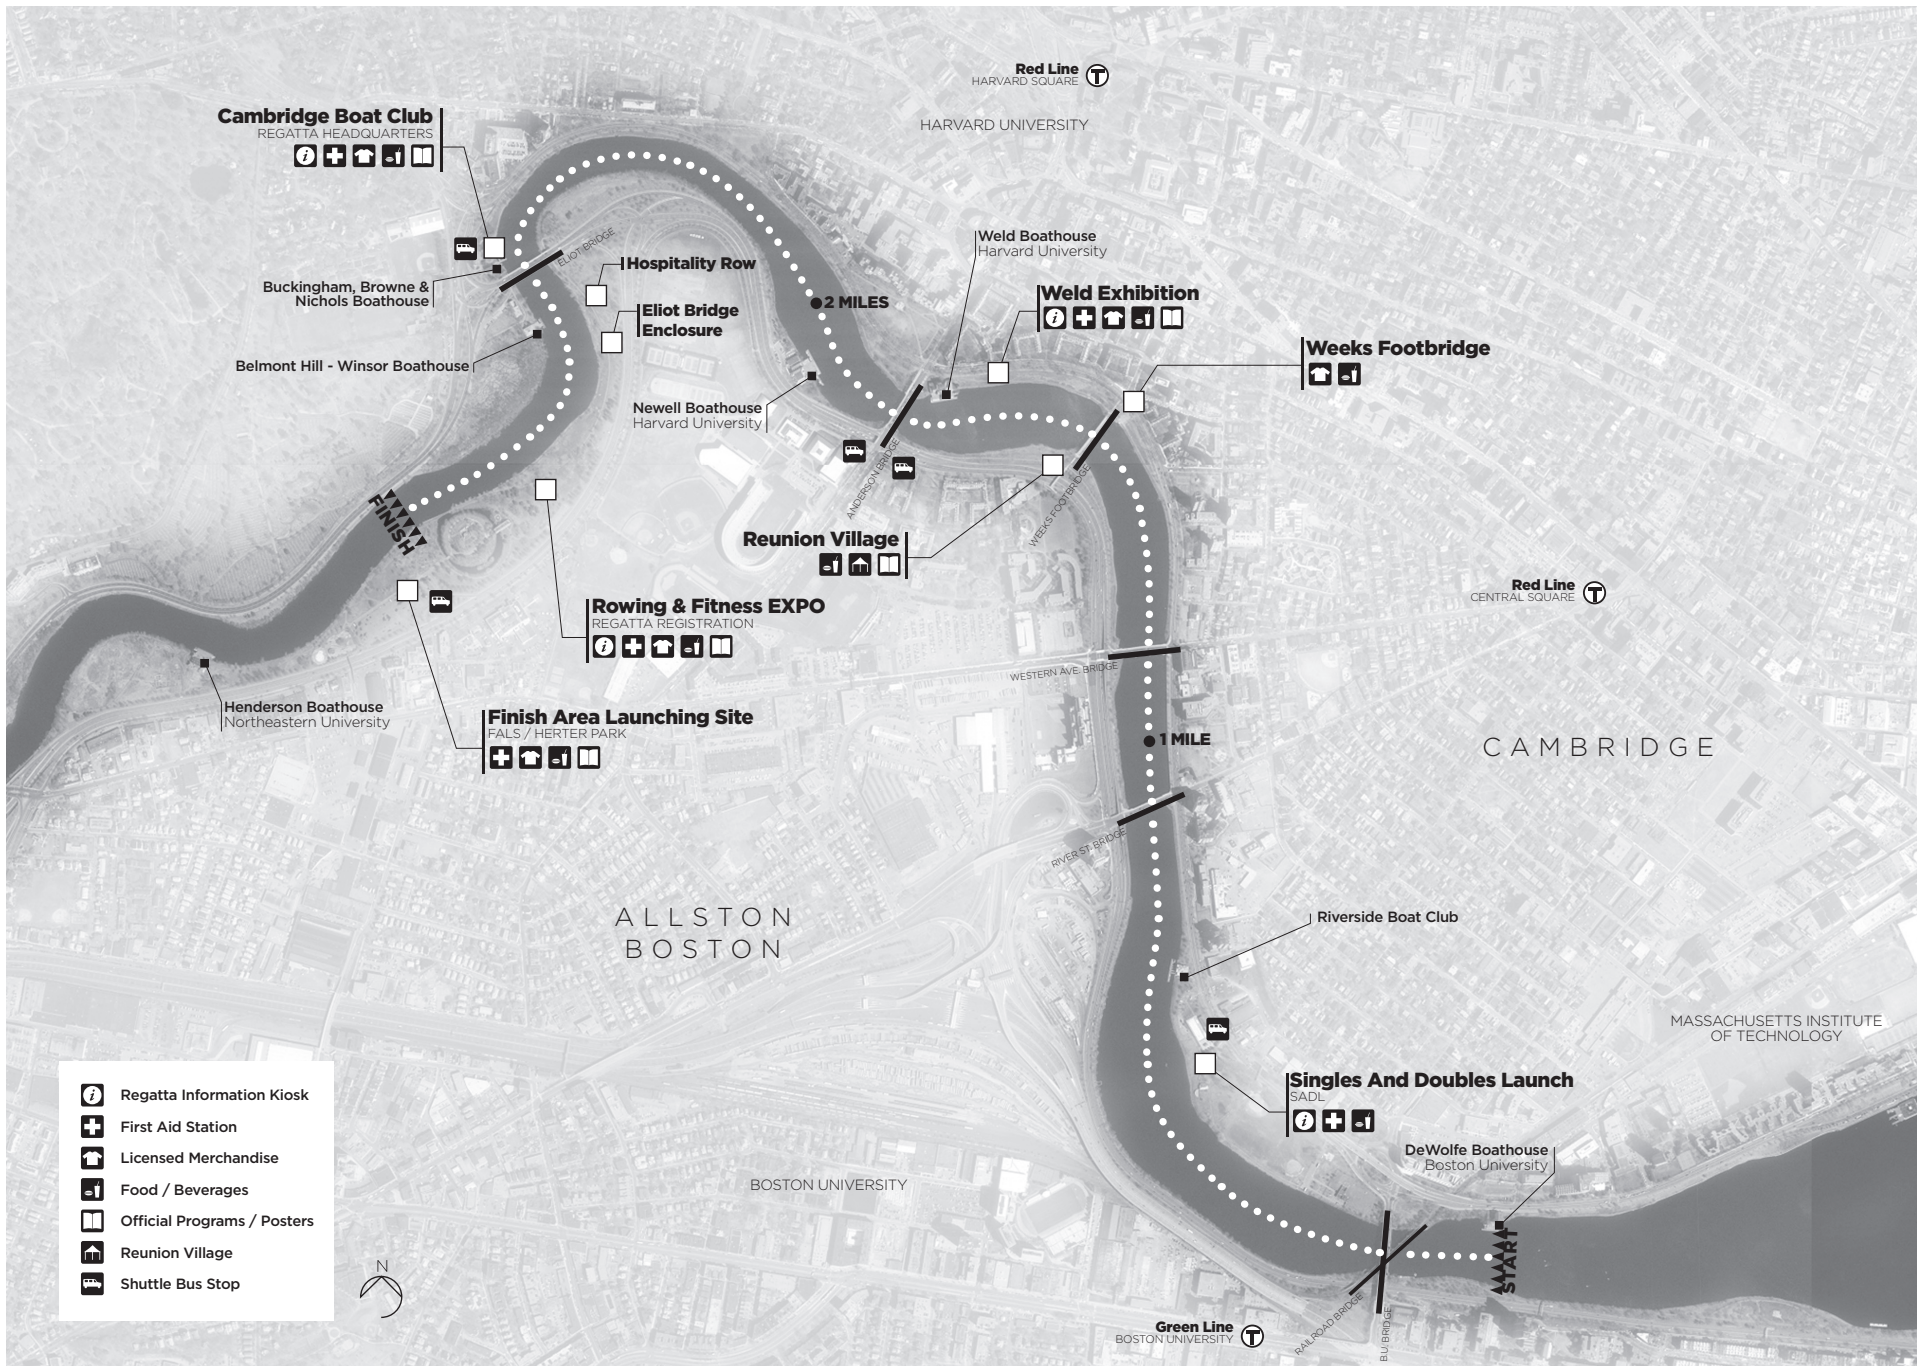 Red Line
HARVARD SQUARE
T
HARVARD UNIVERSITY
Cambridge Boat Club
REGATTA HEADQUARTERS
ELIOT BRIDGE
Hospitality Row
Buckingham, Browne &
Nichols Boathouse
Eliot Bridge
Enclosure
Belmont Hill - Winsor Boathouse
2 MILES
Weld Boathouse
Harvard University
Weld Exhibition
Weeks Footbridge
Newell Boathouse
Harvard University
ANDERSON BRIDGE
WEEKS FOOTBRIDGE
FINISH
Reunion Village
Rowing & Fitness EXPO
REGATTA REGISTRATION
Red Line
CENTRAL SQUARE
T
WESTERN AVE. BRIDGE
Henderson Boathouse
Northeastern University
Finish Area Launching Site
FALS / HERTER PARK
1 MILE
CAMBRIDGE
RIVER ST. BRIDGE
ALLSTON
BOSTON
Riverside Boat Club
MASSACHUSETTS INSTITUTE
OF TECHNOLOGY
Singles And Doubles Launch
SADL
DeWolfe Boathouse
Boston University
BOSTON UNIVERSITY
START
RAILROAD BRIDGE
B.U. BRIDGE
Green Line
BOSTON UNIVERSITY
T
i Regatta Information Kiosk
First Aid Station
Licensed Merchandise
Food / Beverages
Official Programs / Posters
Reunion Village
Shuttle Bus Stop
N